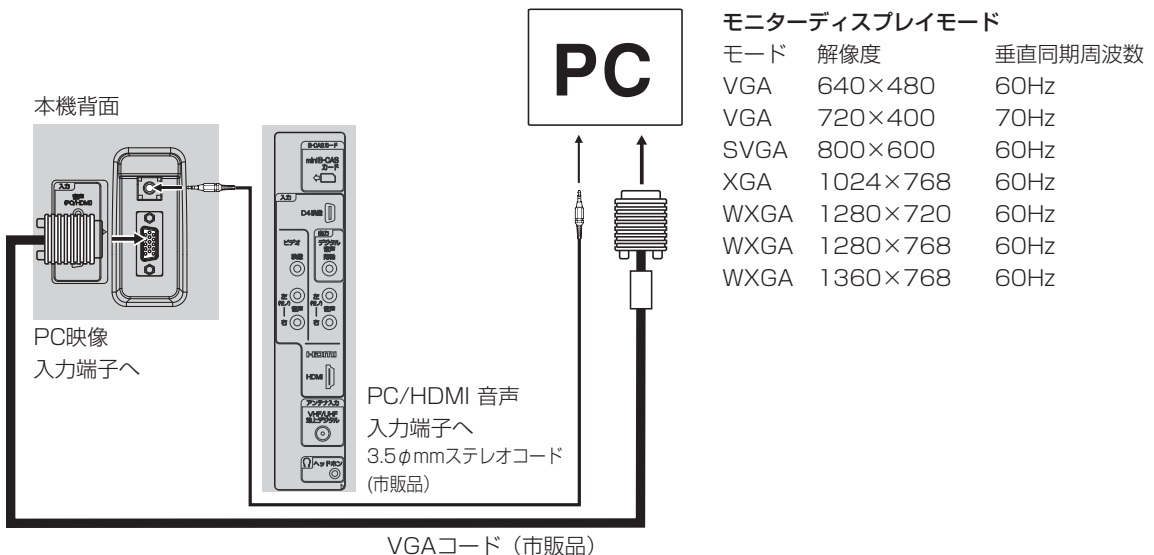 PC
モニターディスプレイモード
モード 解像度 垂直同期周波数
VGA 640×480 60Hz
VGA 720×400 70Hz
SVGA 800×600 60Hz
XGA 1024×768 60Hz
WXGA 1280×720 60Hz
WXGA 1280×768 60Hz
WXGA 1360×768 60Hz
本機背面
入力
音声
(PC/HDMI)
PC映像
入力端子へ
B-CASカード
miniB-CAS
カード
入力
D4映像
ビデオ
映像
左
音声
右
出力
デジタル
音声
左
音声
右
HDMI
HDMI
アンテナ入力
VHF/UHF
地上デジタル
ヘッドホン
PC/HDMI 音声
入力端子へ
3.5φmmステレオコード
(市販品)
VGAコード（市販品）